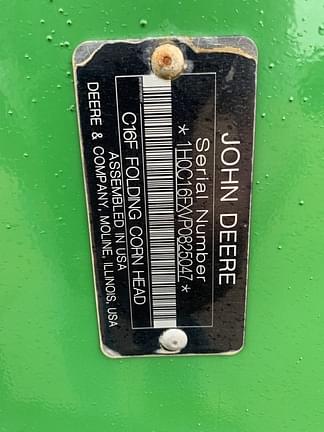 JOHN DEERE
Serial Number
*1H0C16FXVP0825047*
C16F FOLDING CORN HEAD
ASSEMBLED IN USA
DEERE & COMPANY, MOLINE, ILLINOIS, USA